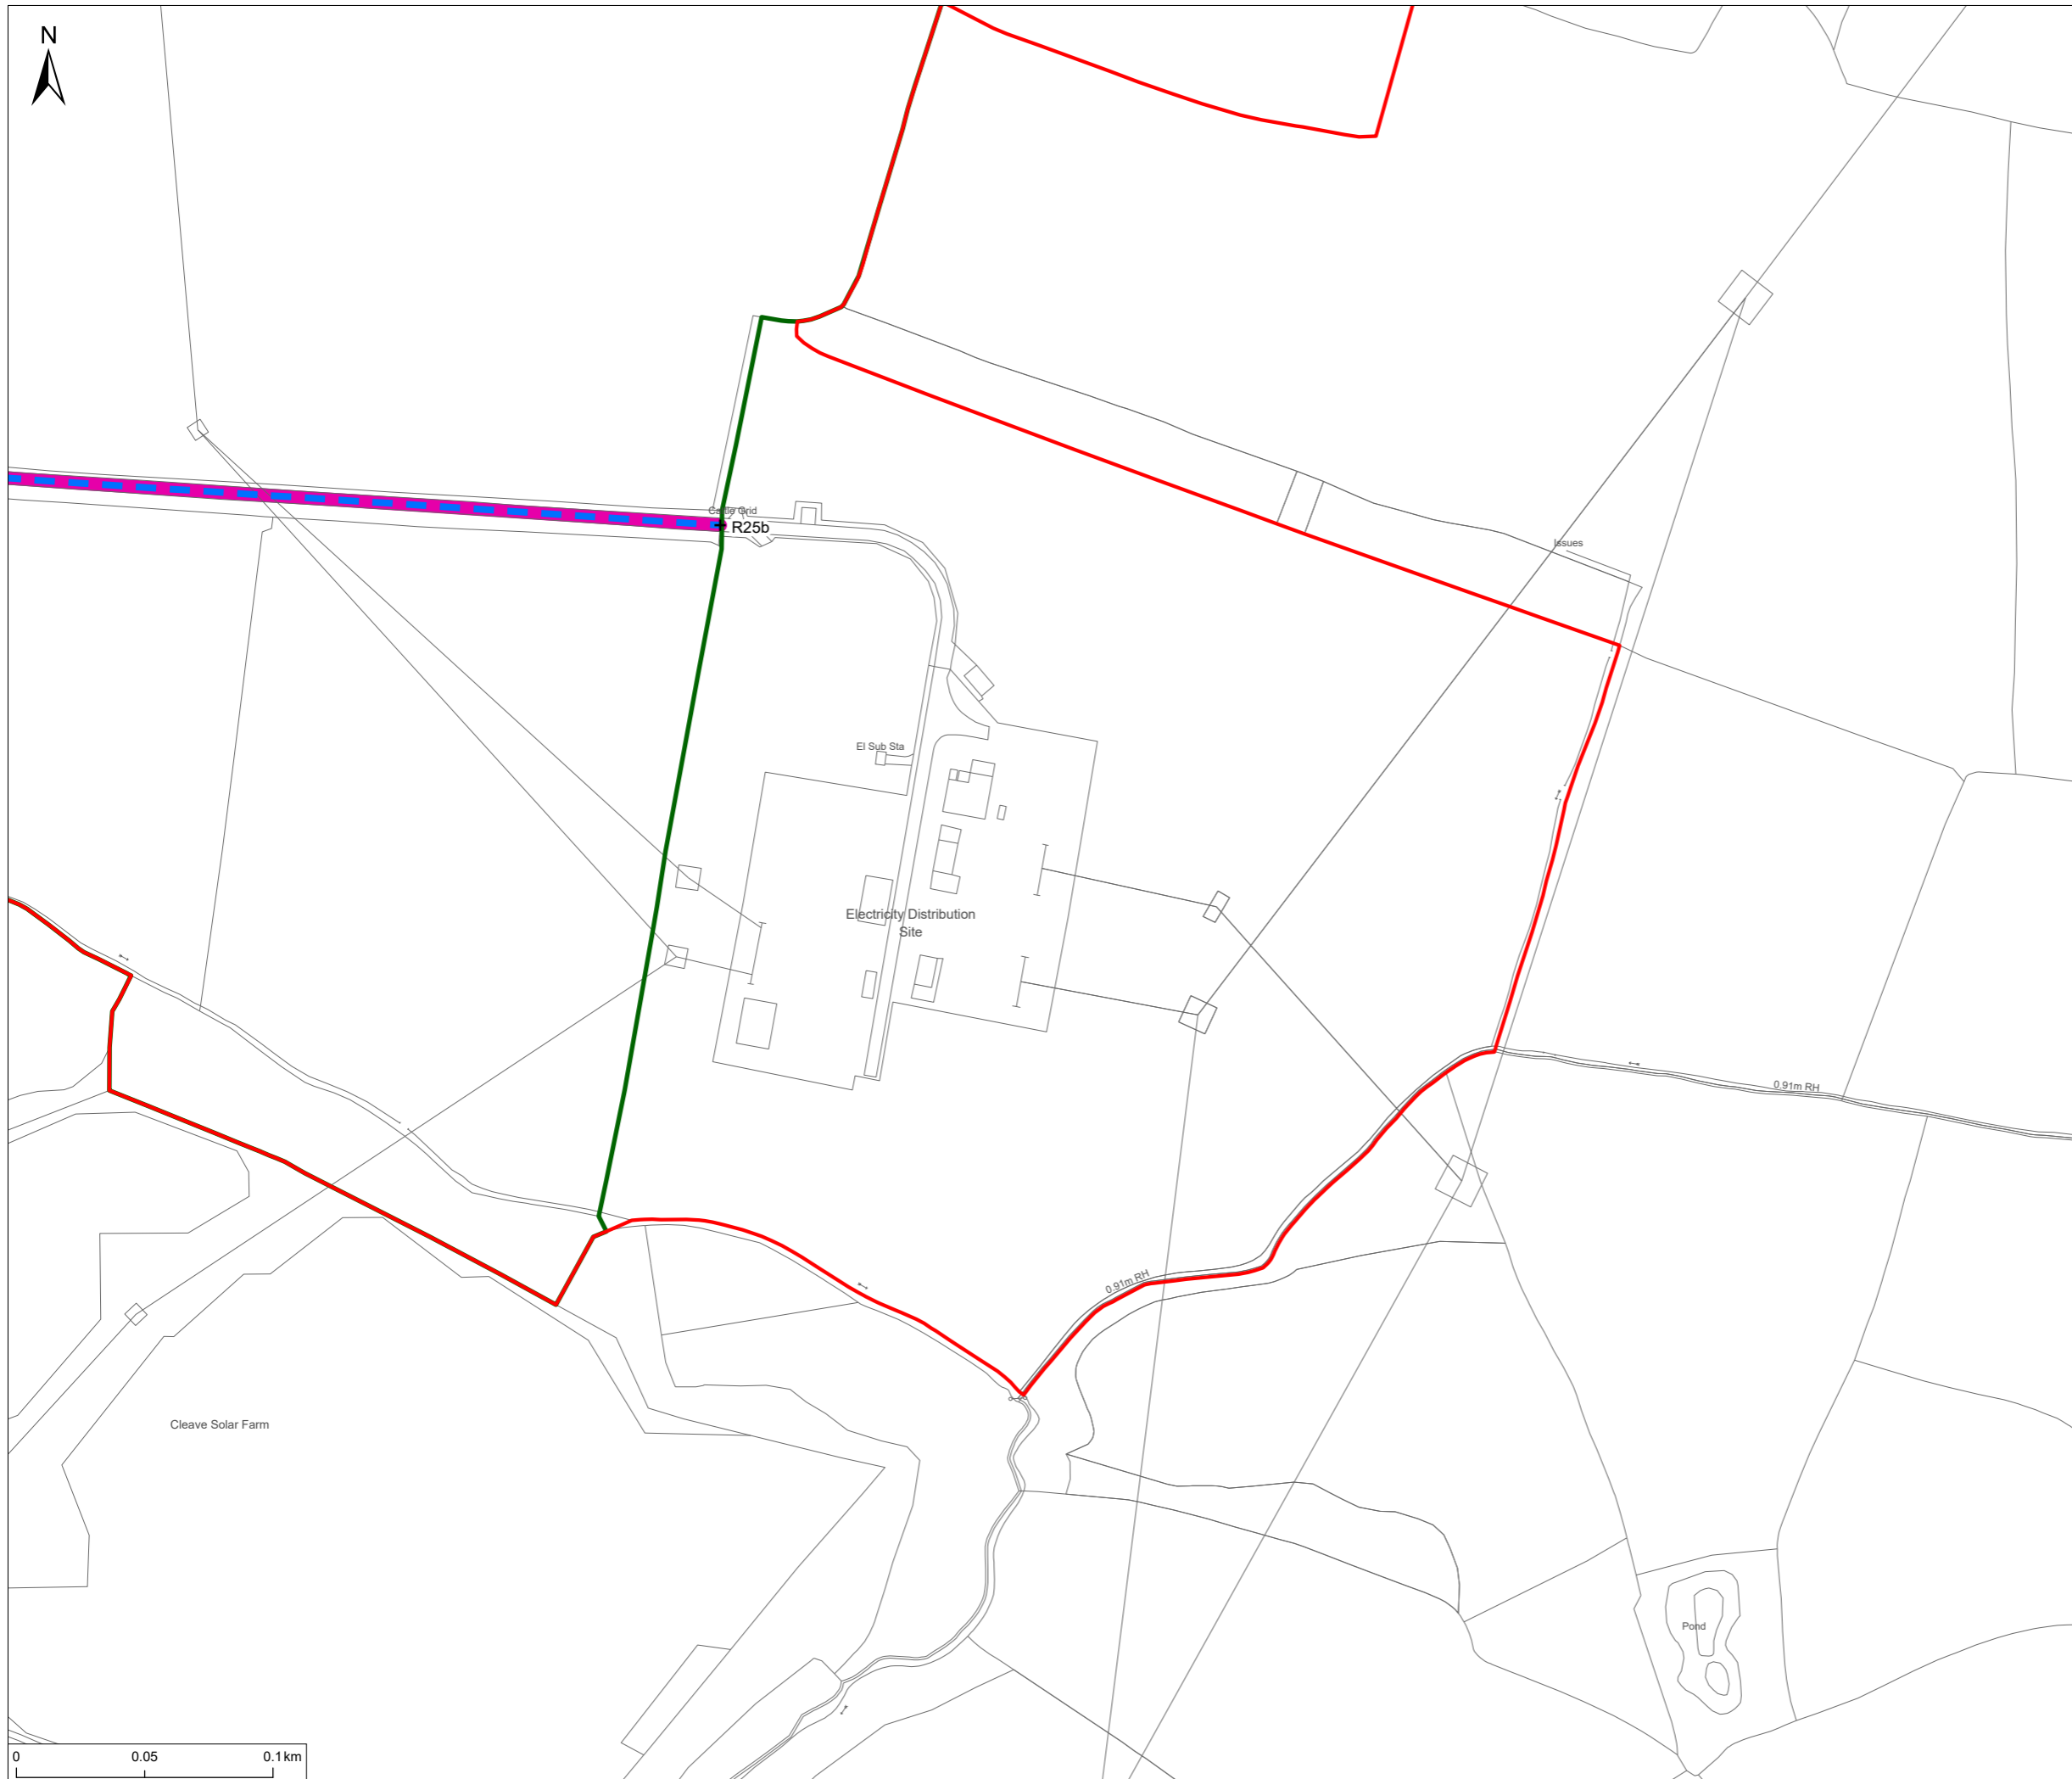 N
Castle Grid
R25b
Issues
El Sub Sta
Electricity Distribution
Site
0.91m RH
0.91m RH
Cleave Solar Farm
Pond
0 0.05 0.1 km